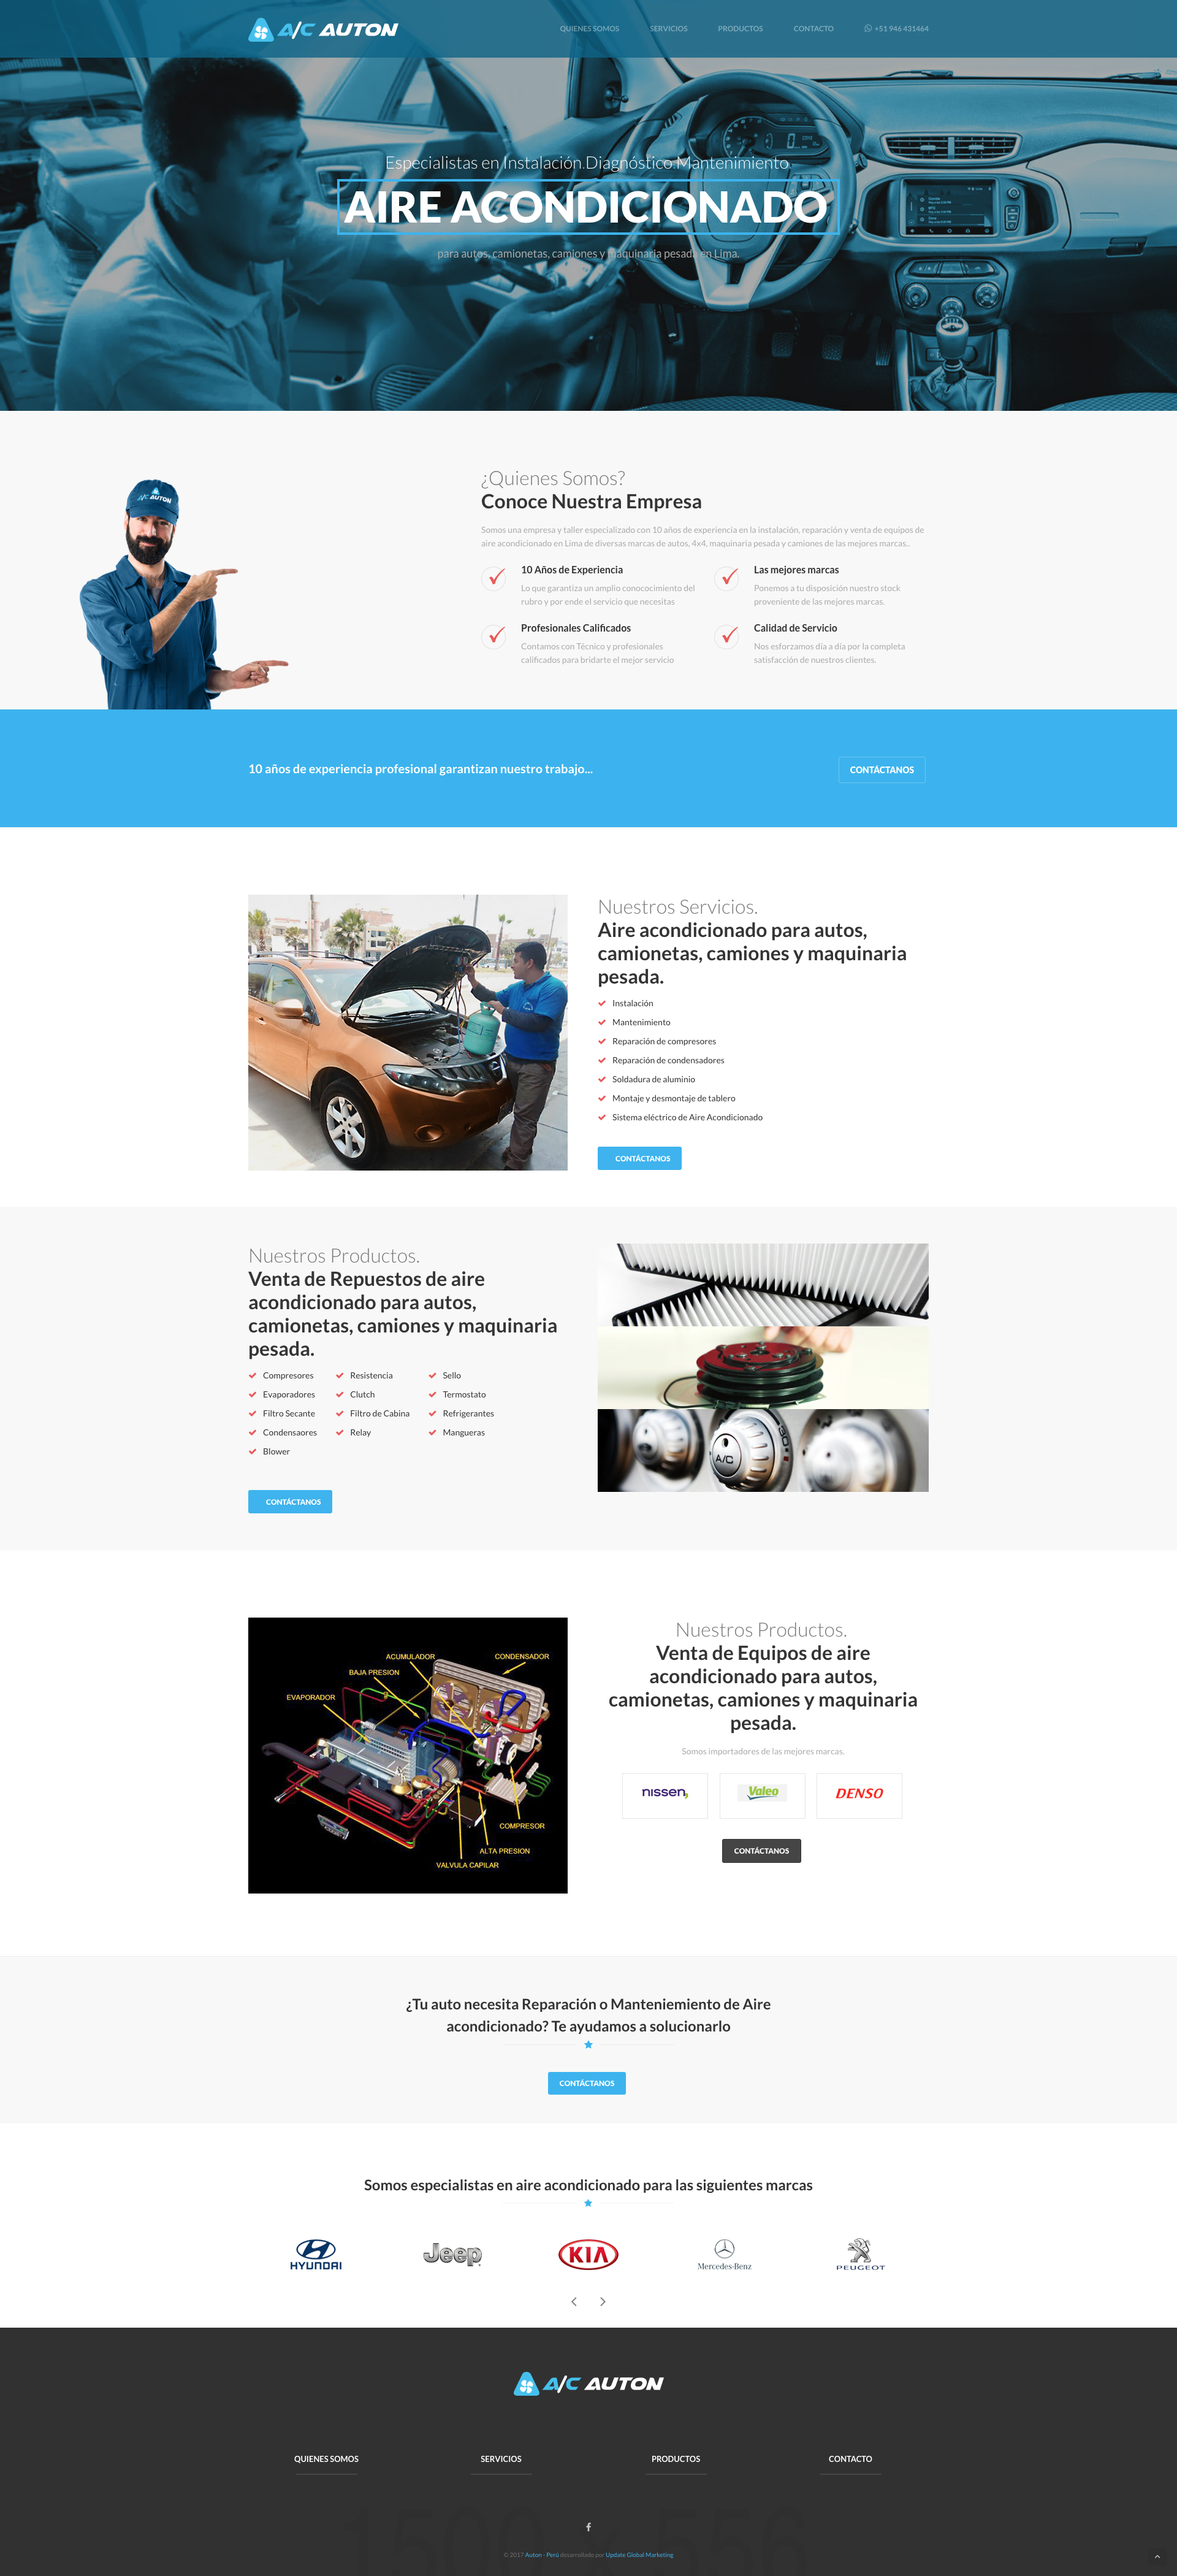 A/C AUTON
QUIENES SOMOS
SERVICIOS
PRODUCTOS
CONTACTO
+51 946 431464
Especialistas en Instalación.Diagnóstico.Mantenimiento
AIRE ACONDICIONADO
para autos, camionetas, camiones y maquinaria pesada en Lima.
A/C AUTON
¿Quienes Somos?
Conoce Nuestra Empresa
Somos una empresa y taller especializado con 10 años de experiencia en la instalación, reparación y venta de equipos de
aire acondicionado en Lima de diversas marcas de autos, 4x4, maquinaria pesada y camiones de las mejores marcas..
10 Años de Experiencia
Lo que garantiza un amplio conococimiento del
rubro y por ende el servicio que necesitas
Las mejores marcas
Ponemos a tu disposición nuestro stock
proveniente de las mejores marcas.
Profesionales Calificados
Contamos con Técnico y profesionales
calificados para bridarte el mejor servicio
Calidad de Servicio
Nos esforzamos día a día por la completa
satisfacción de nuestros clientes.
10 años de experiencia profesional garantizan nuestro trabajo...
CONTÁCTANOS
Nuestros Servicios.
Aire acondicionado para autos,
camionetas, camiones y maquinaria
pesada.
Instalación
Mantenimiento
Reparación de compresores
Reparación de condensadores
Soldadura de aluminio
Montaje y desmontaje de tablero
Sistema eléctrico de Aire Acondicionado
CONTÁCTANOS
Nuestros Productos.
Venta de Repuestos de aire
acondicionado para autos,
camionetas, camiones y maquinaria
pesada.
Compresores
Evaporadores
Filtro Secante
Condensaores
Blower
Resistencia
Clutch
Filtro de Cabina
Relay
Sello
Termostato
Refrigerantes
Mangueras
CONTÁCTANOS
A/C
ACUMULADOR
CONDENSADOR
BAJA PRESION
EVAPORADOR
COMPRESOR
ALTA PRESION
VALVULA CAPILAR
Nuestros Productos.
Venta de Equipos de aire
acondicionado para autos,
camionetas, camiones y maquinaria
pesada.
Somos importadores de las mejores marcas.
nissens
Valeo
DENSO
CONTÁCTANOS
¿Tu auto necesita Reparación o Manteniemiento de Aire
acondicionado? Te ayudamos a solucionarlo
CONTÁCTANOS
Somos especialistas en aire acondicionado para las siguientes marcas
HYUNDAI
Jeep
KIA
Mercedes-Benz
PEUGEOT
A/C AUTON
QUIENES SOMOS
SERVICIOS
PRODUCTOS
CONTACTO
© 2017 Auton - Perú desarrollado por Update Global Marketing